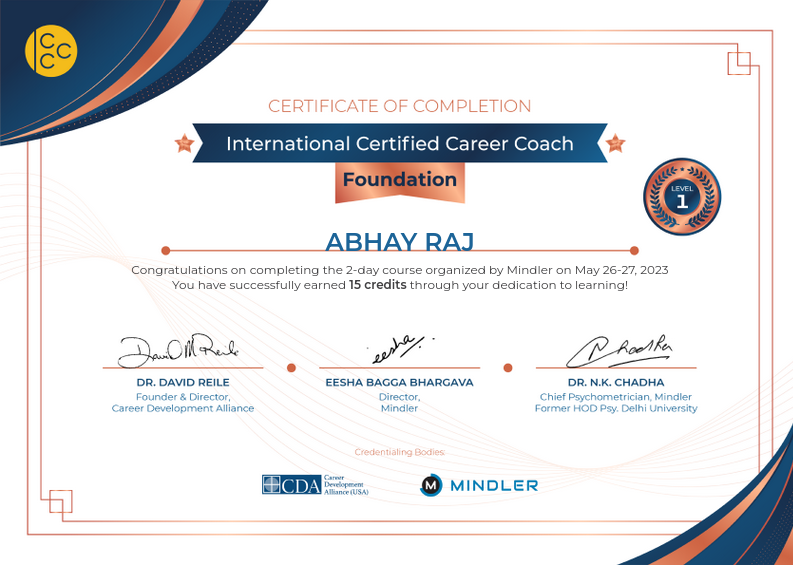 CCCC
CERTIFICATE OF COMPLETION
International Certified Career Coach
Foundation
LEVEL
1
ABHAY RAJ
Congratulations on completing the 2-day course organized by Mindler on May 26-27, 2023
You have successfully earned 15 credits through your dedication to learning!
David M Reile
eesha
N Chadha
DR. DAVID REILE
Founder & Director,
Career Development Alliance
EESHA BAGGA BHARGAVA
Director,
Mindler
DR. N.K. CHADHA
Chief Psychometrician, Mindler
Former HOD Psy. Delhi University
Credentialing Bodies:
CDA Career
Development
Alliance (USA)
M MINDLER